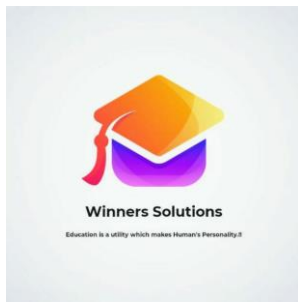 Winners Solutions
Education is a utility which makes Human's Personality.!!